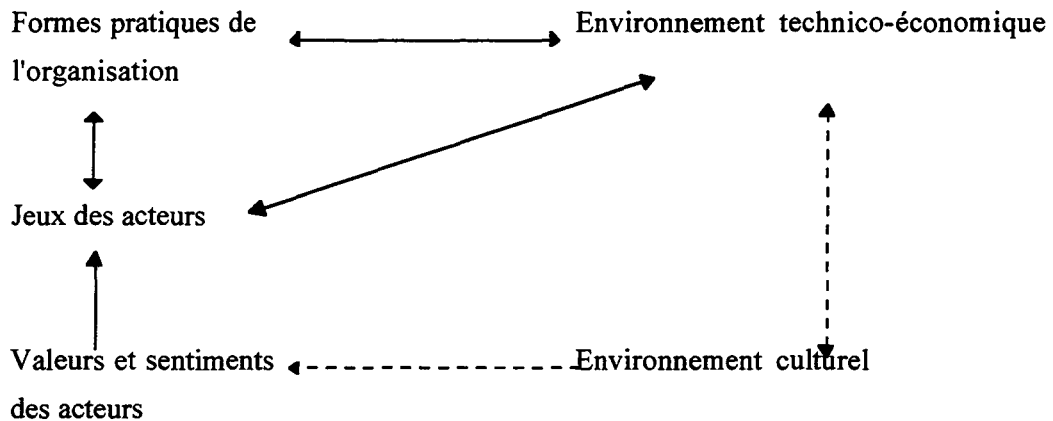 Formes pratiques de
l'organisation
Environnement technico-économique
Jeux des acteurs
Valeurs et sentiments
des acteurs
Environnement culturel